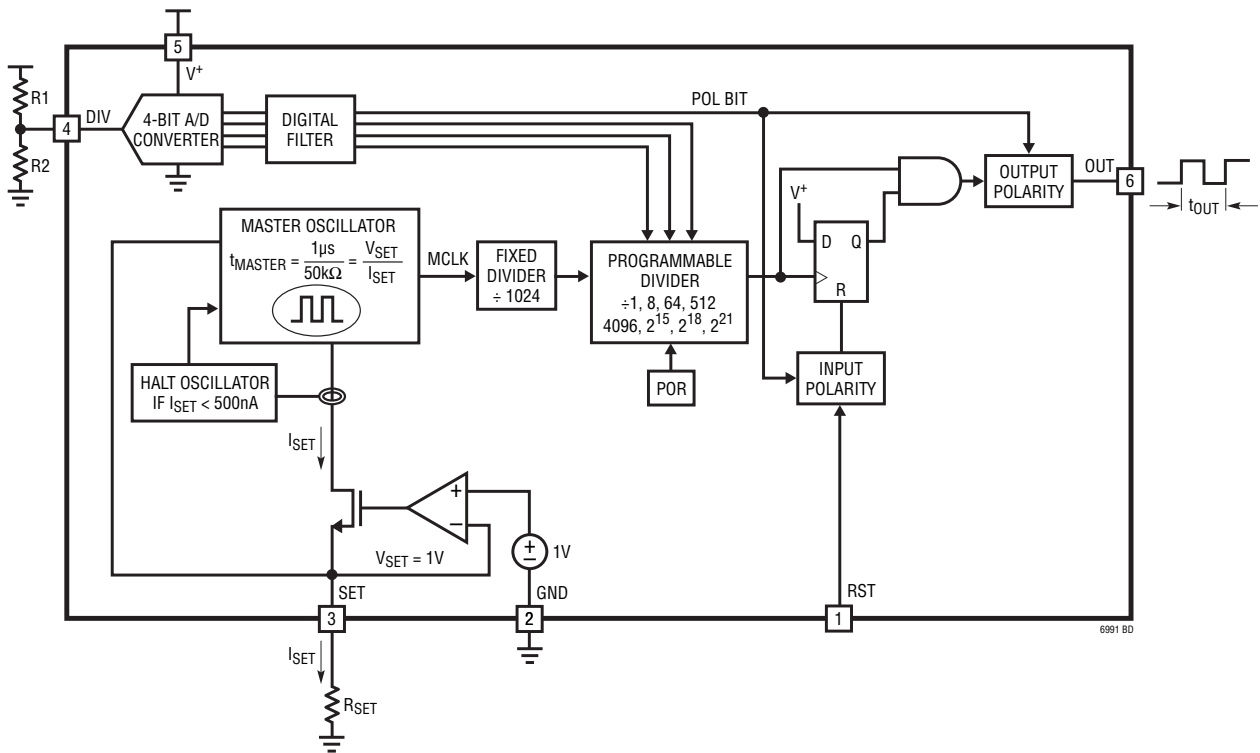 5
V+
R1
R2
4
DIV
4-BIT A/D
CONVERTER
DIGITAL
FILTER
POL BIT
OUTPUT
POLARITY
OUT
6
tOUT
MASTER OSCILLATOR
tMASTER = 1µs / 50kΩ = VSET / ISET
MCLK
FIXED
DIVIDER
÷ 1024
PROGRAMMABLE
DIVIDER
÷1, 8, 64, 512
4096, 2^15, 2^18, 2^21
V+
D Q
R
POR
INPUT
POLARITY
HALT OSCILLATOR
IF ISET < 500nA
ISET
+
–
VSET = 1V
+
–
1V
SET
3
GND
2
RST
1
6991 BD
ISET
RSET